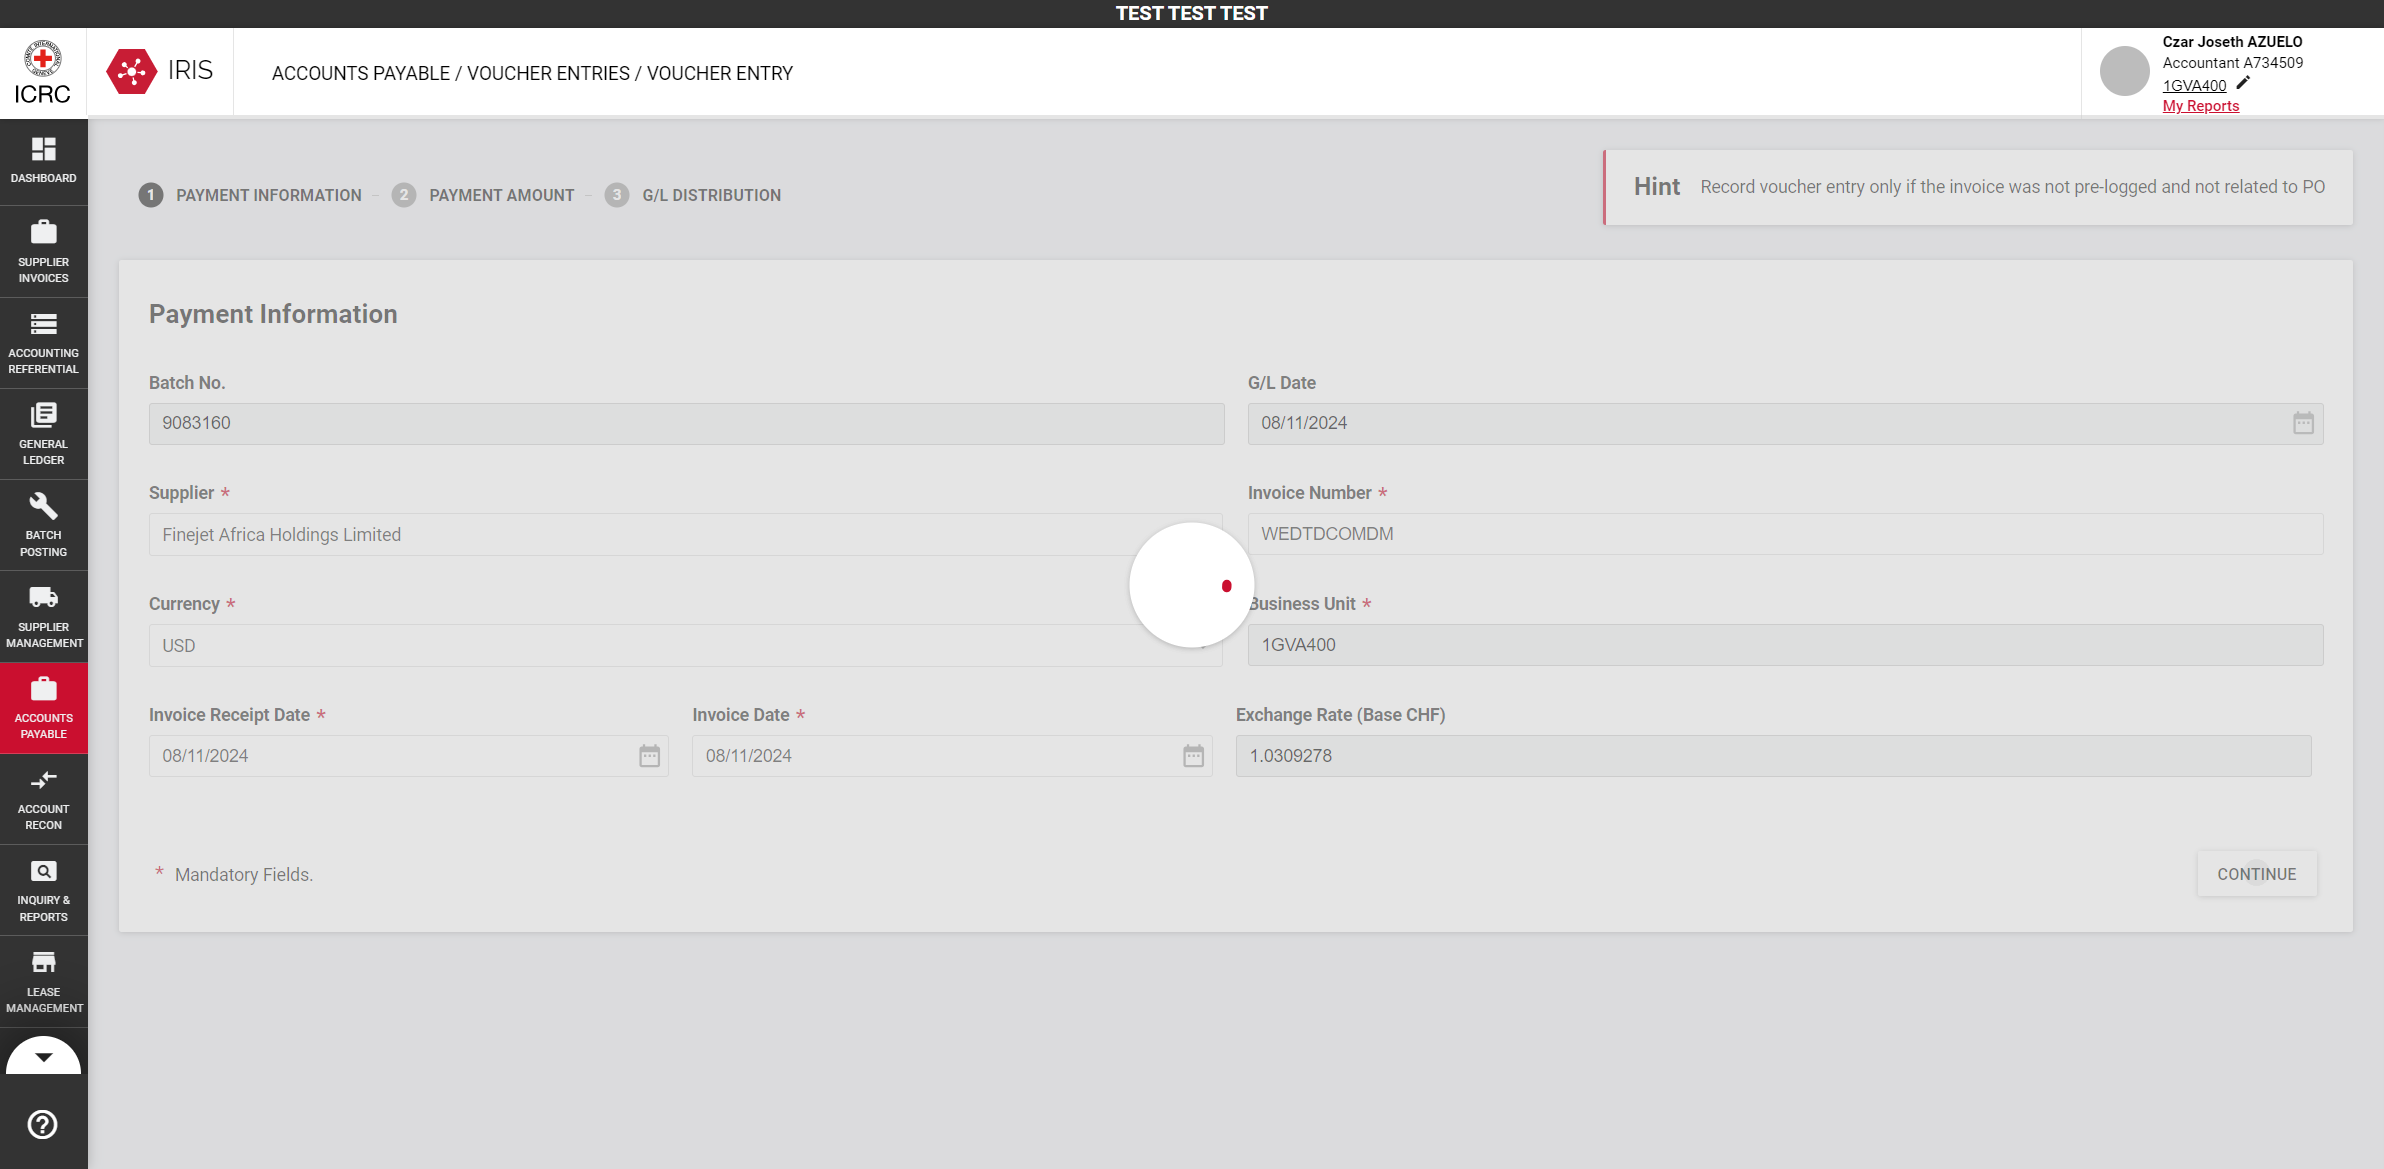 TEST TEST TEST
ICRC
IRIS
ACCOUNTS PAYABLE / VOUCHER ENTRIES / VOUCHER ENTRY
Czar Joseth AZUELO
Accountant A734509
1GVA400
My Reports
DASHBOARD
SUPPLIER
INVOICES
ACCOUNTING
REFERENTIAL
GENERAL
LEDGER
BATCH
POSTING
SUPPLIER
MANAGEMENT
ACCOUNTS
PAYABLE
ACCOUNT
RECON
INQUIRY &
REPORTS
LEASE
MANAGEMENT
1 PAYMENT INFORMATION – 2 PAYMENT AMOUNT – 3 G/L DISTRIBUTION
Hint Record voucher entry only if the invoice was not pre-logged and not related to PO
Payment Information
Batch No.
9083160
G/L Date
08/11/2024
Supplier *
Finejet Africa Holdings Limited
Invoice Number *
WEDTDCOMDM
Currency *
USD
Business Unit *
1GVA400
Invoice Receipt Date *
08/11/2024
Invoice Date *
08/11/2024
Exchange Rate (Base CHF)
1.0309278
* Mandatory Fields.
CONTINUE